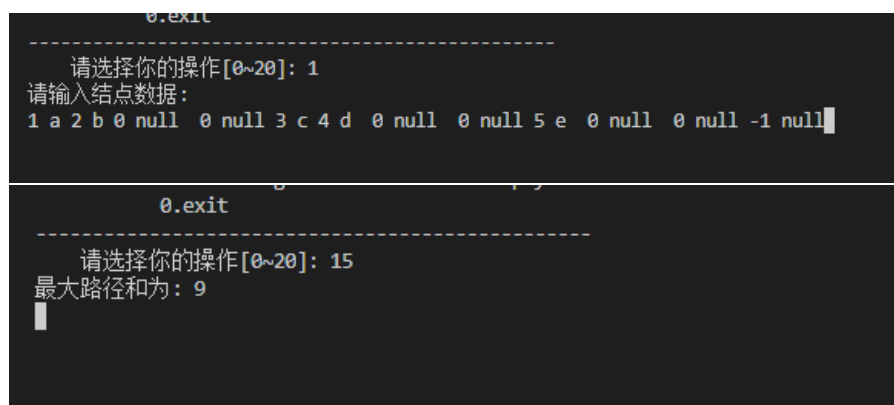 0.exit
-------------------------------------------------
请选择你的操作[0~20]: 1
请输入结点数据:
1 a 2 b 0 null  0 null 3 c 4 d  0 null  0 null 5 e  0 null  0 null -1 null
0.exit
-------------------------------------------------
请选择你的操作[0~20]: 15
最大路径和为: 9